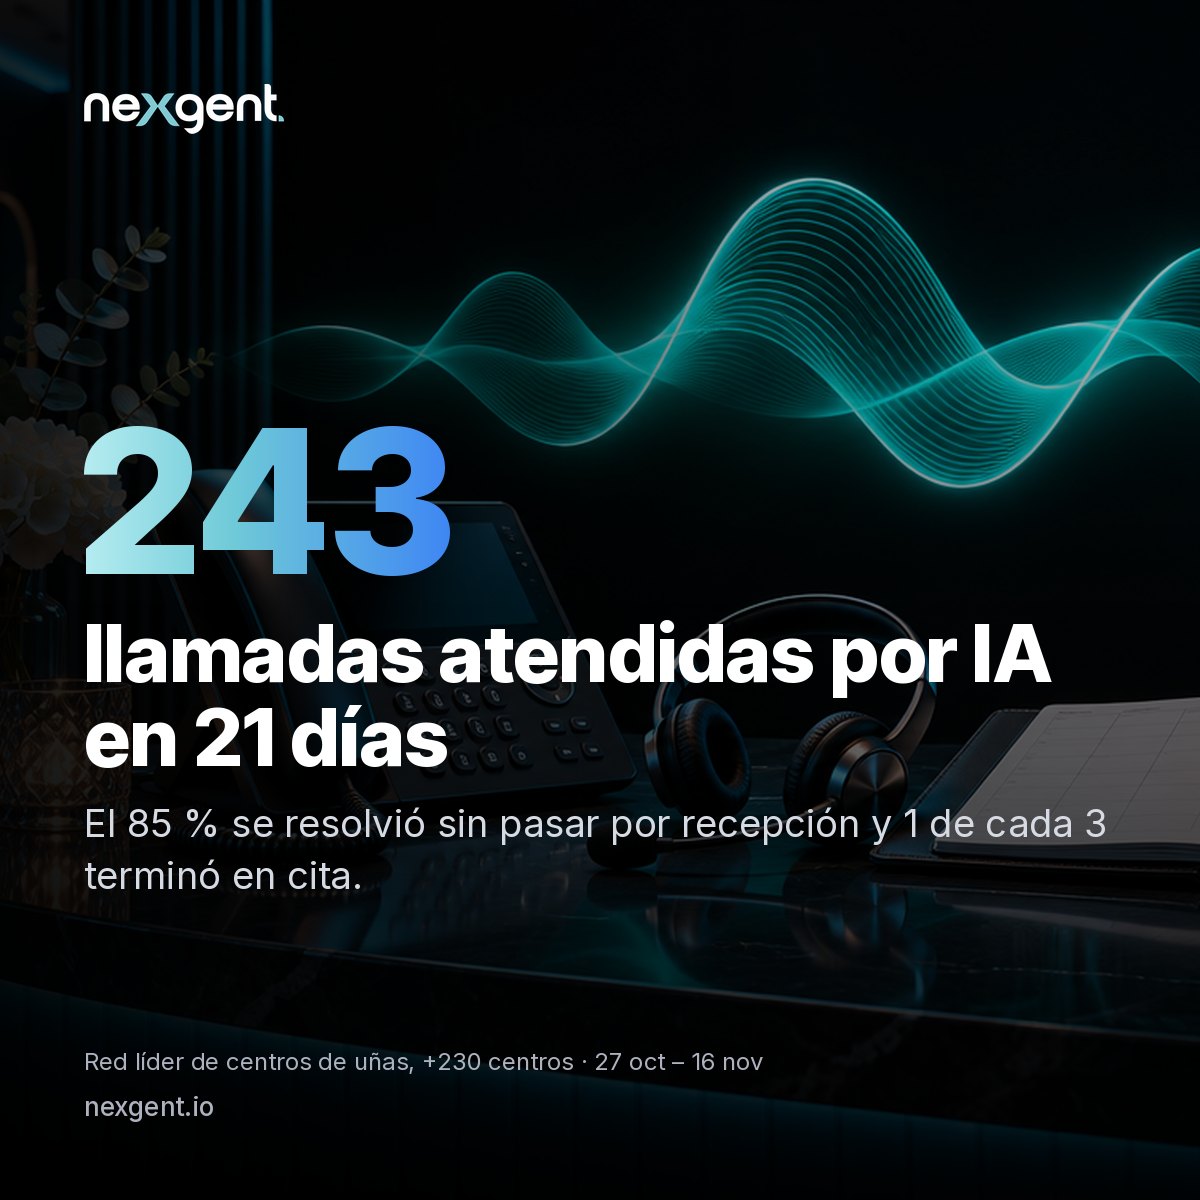 nexgent.
243
llamadas atendidas por IA
en 21 días
El 85 % se resolvió sin pasar por recepción y 1 de cada 3
terminó en cita.
Red líder de centros de uñas, +230 centros · 27 oct – 16 nov
nexgent.io